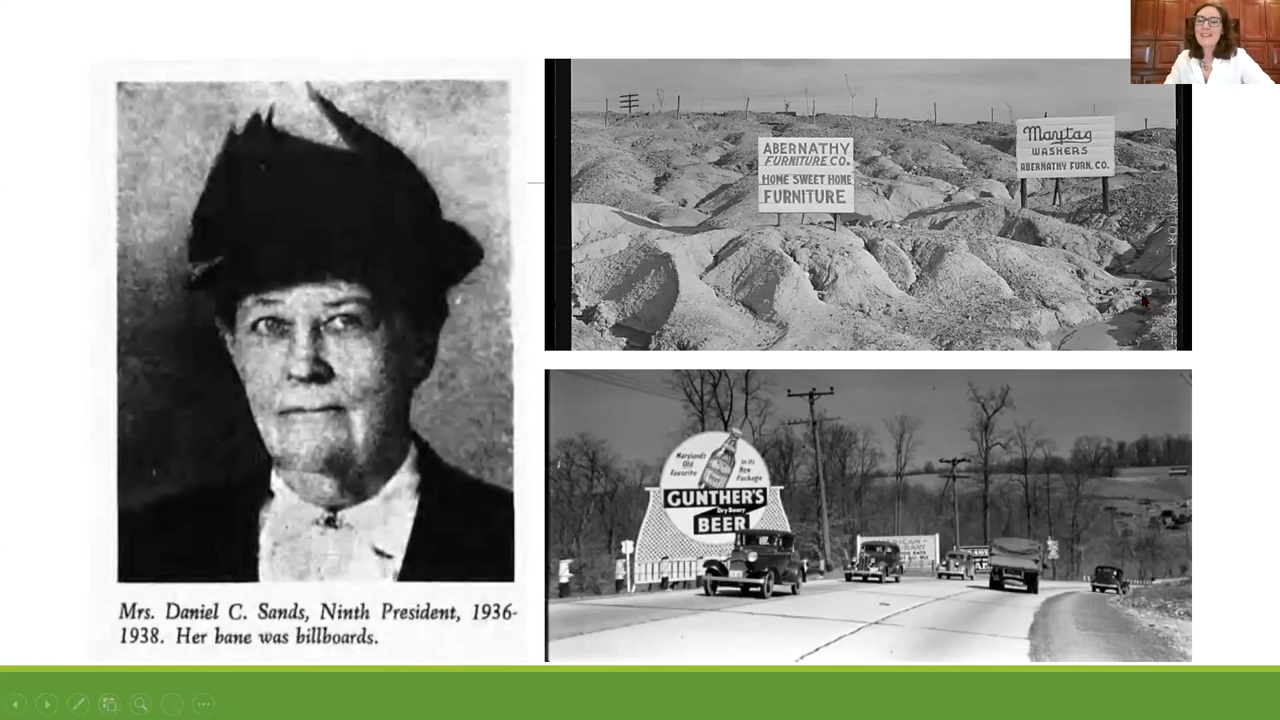 Mrs. Daniel C. Sands, Ninth President, 1936-
1938. Her bane was billboards.
ABERNATHY
FURNITURE CO.
HOME SWEET HOME
FURNITURE
Maytag
WASHERS
ABERNATHY FURN. CO.
Maryland's
Old
Favorite
in its
New
Package
GUNTHER'S
Dry Beery
BEER